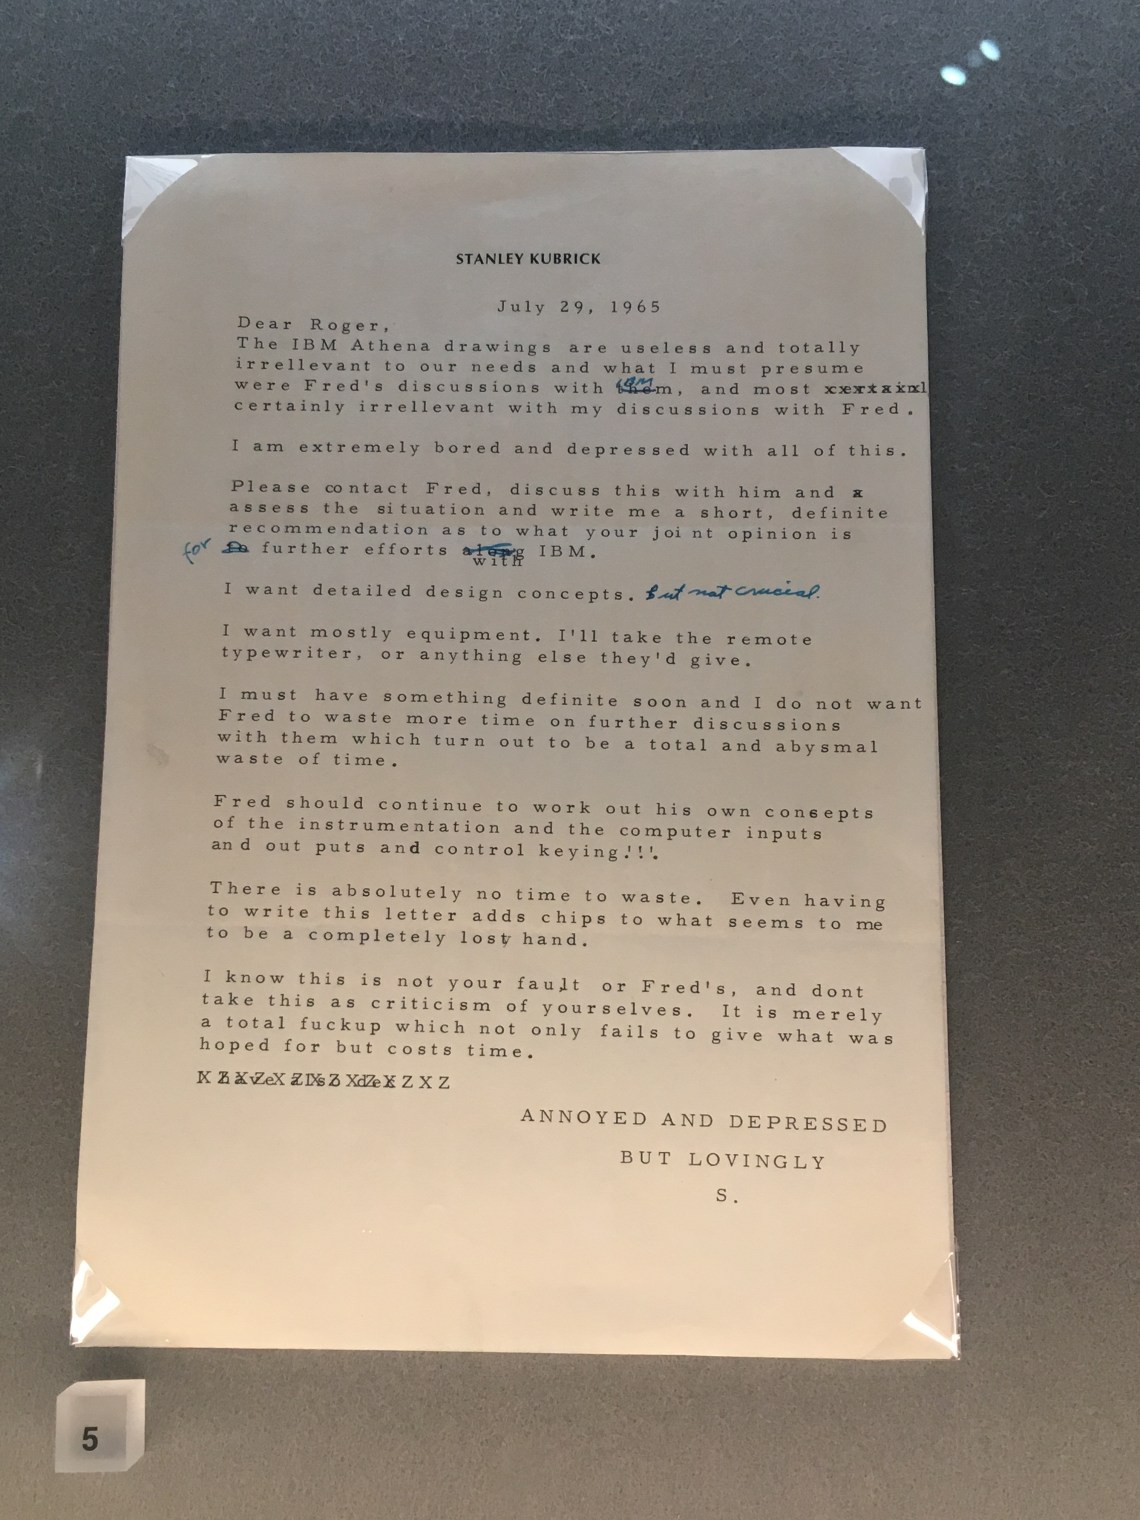 STANLEY KUBRICK
July 29, 1965
Dear Roger,
The IBM Athena drawings are useless and totally
irrellevant to our needs and what I must presume
were Fred's discussions with them, and most
certainly irrellevant with my discussions with Fred.
I am extremely bored and depressed with all of this.
Please contact Fred, discuss this with him and x
assess the situation and write me a short, definite
recommendation as to what your joint opinion is
for further efforts along with IBM.
I want detailed design concepts. but not crucial.
I want mostly equipment. I'll take the remote
typewriter, or anything else they'd give.
I must have something definite soon and I do not want
Fred to waste more time on further discussions
with them which turn out to be a total and abysmal
waste of time.
Fred should continue to work out his own consepts
of the instrumentation and the computer inputs
and out puts and control keying!!!.
There is absolutely no time to waste. Even having
to write this letter adds chips to what seems to me
to be a completely lost hand.
I know this is not your fault or Fred's, and dont
take this as criticism of yourselves. It is merely
a total fuckup which not only fails to give what was
hoped for but costs time.
ANNOYED AND DEPRESSED
BUT LOVINGLY
S.
5